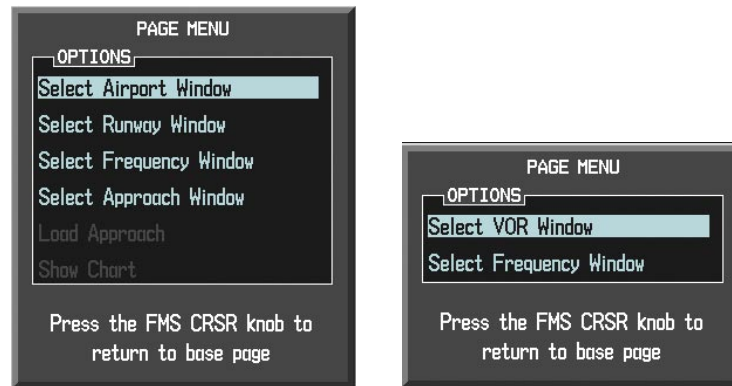 PAGE MENU
OPTIONS
Select Airport Window
Select Runway Window
Select Frequency Window
Select Approach Window
Load Approach
Show Chart
Press the FMS CRSR knob to
return to base page
PAGE MENU
OPTIONS
Select VOR Window
Select Frequency Window
Press the FMS CRSR knob to
return to base page